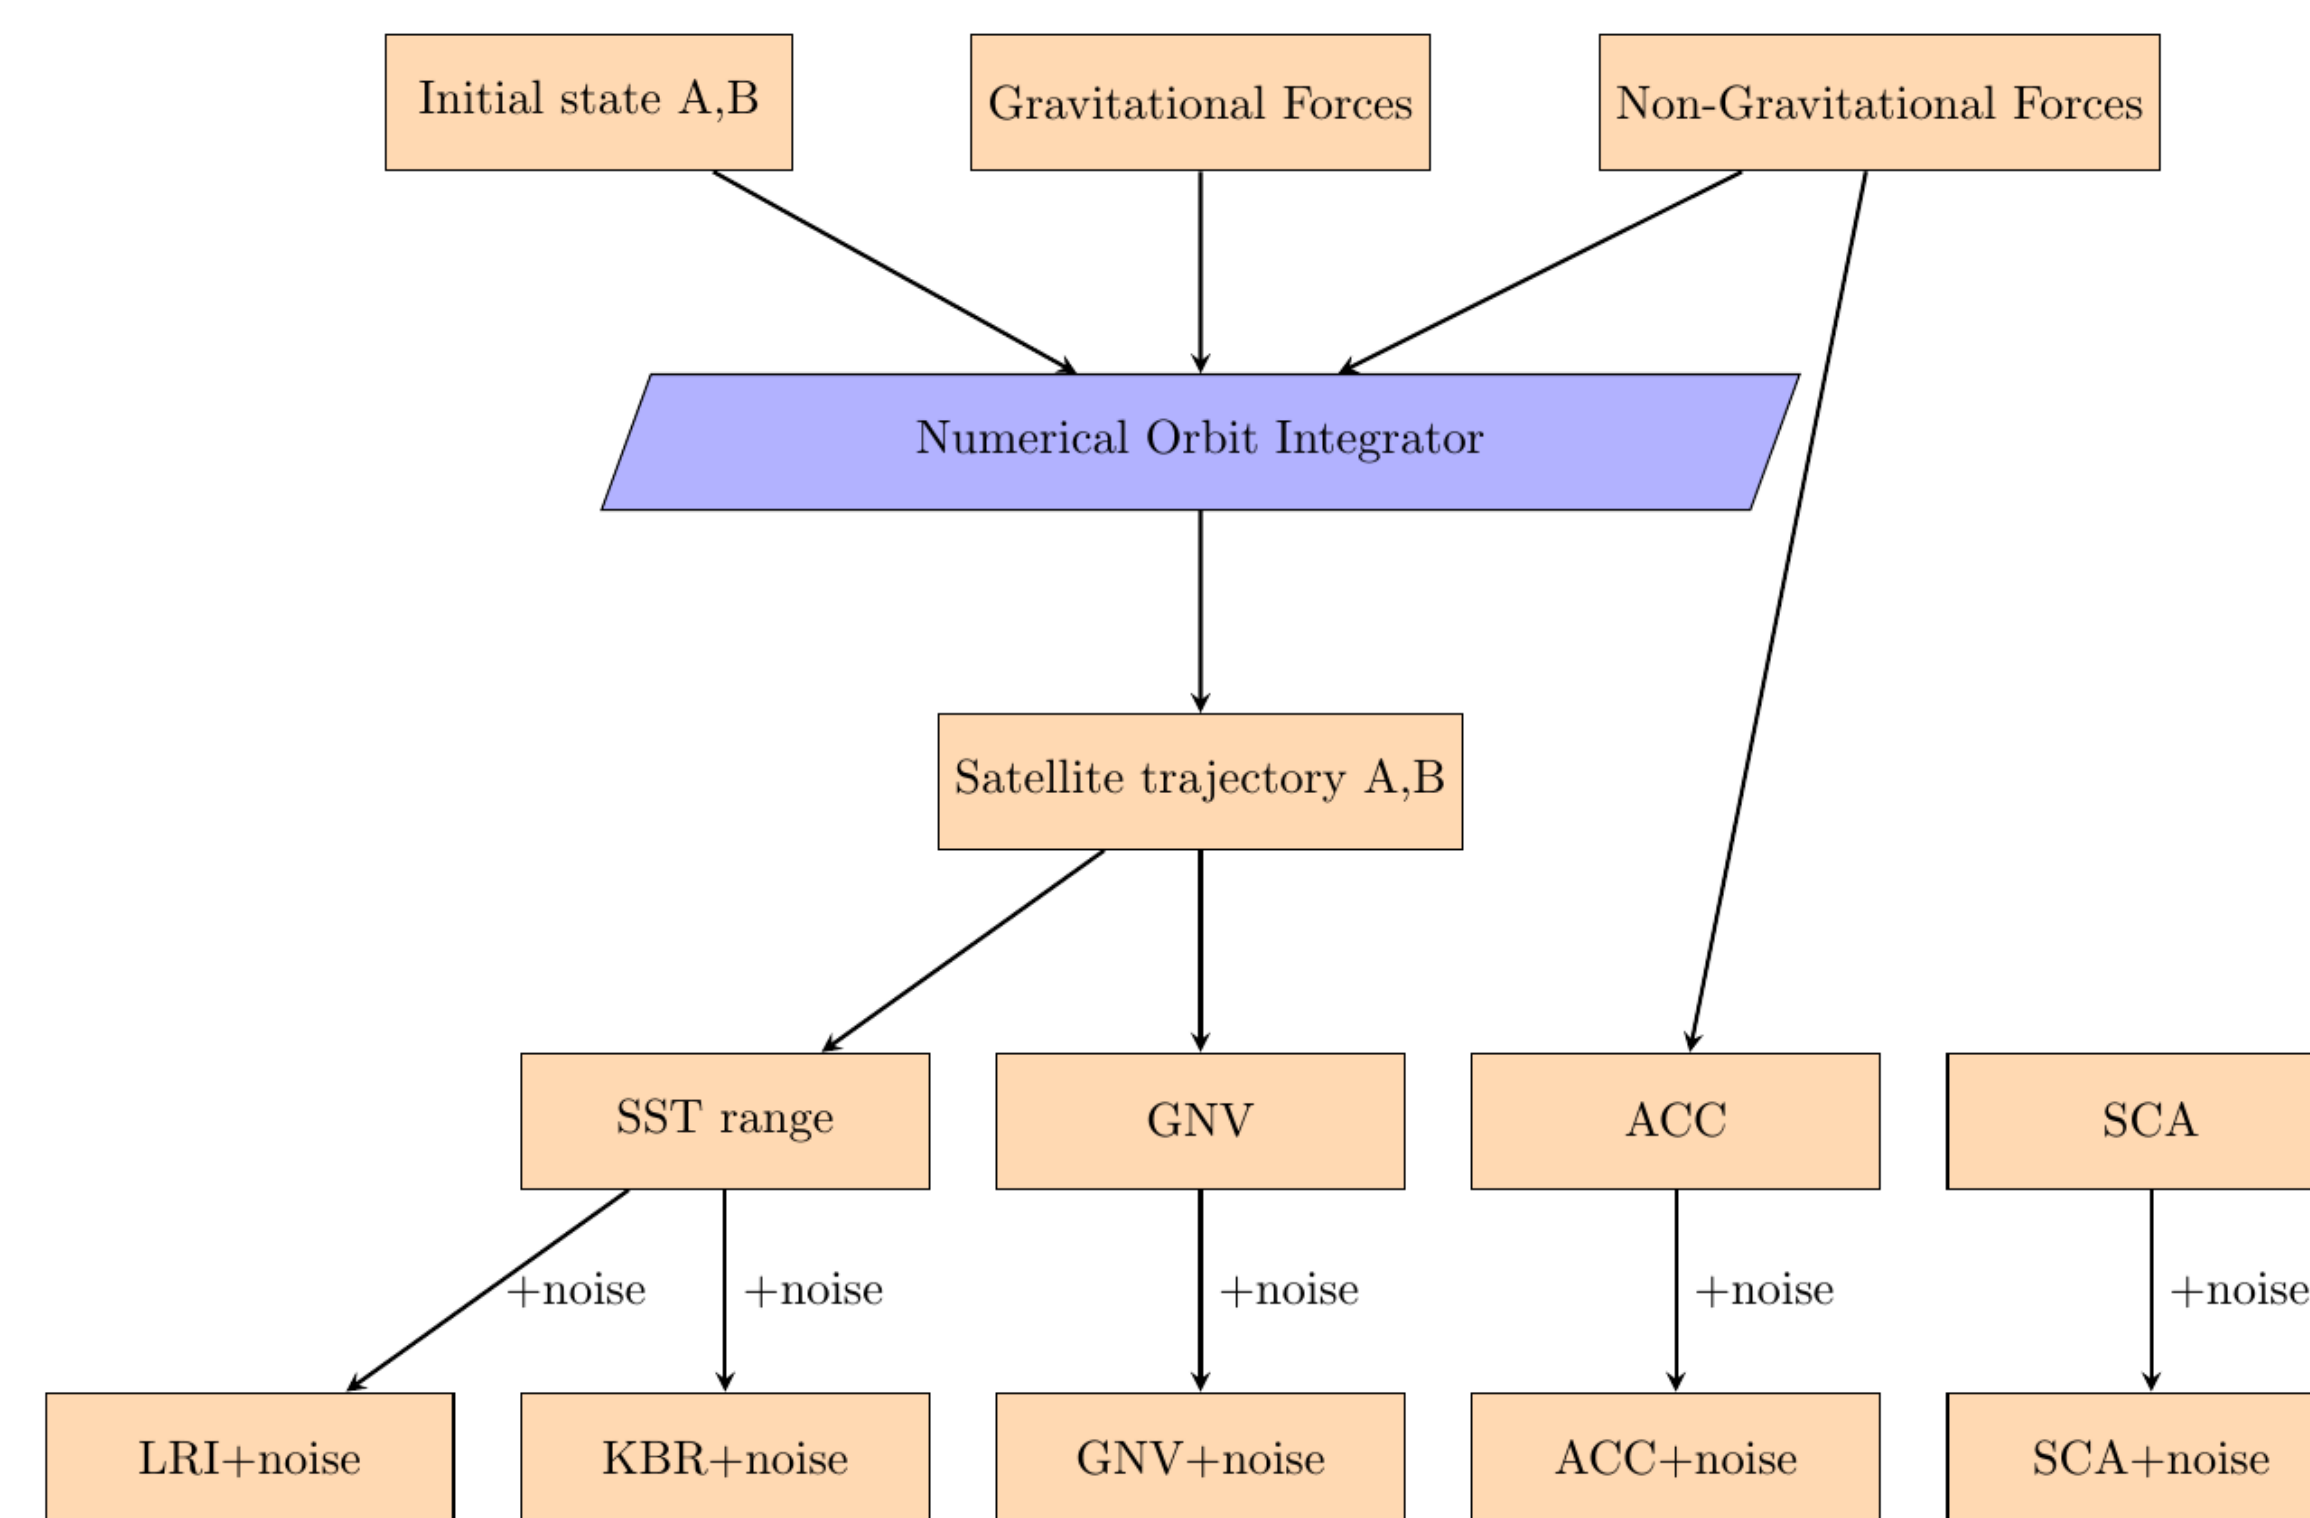 Initial state A,B
Gravitational Forces
Non-Gravitational Forces
Numerical Orbit Integrator
Satellite trajectory A,B
SST range
GNV
ACC
SCA
+noise
+noise
+noise
+noise
+noise
LRI+noise
KBR+noise
GNV+noise
ACC+noise
SCA+noise